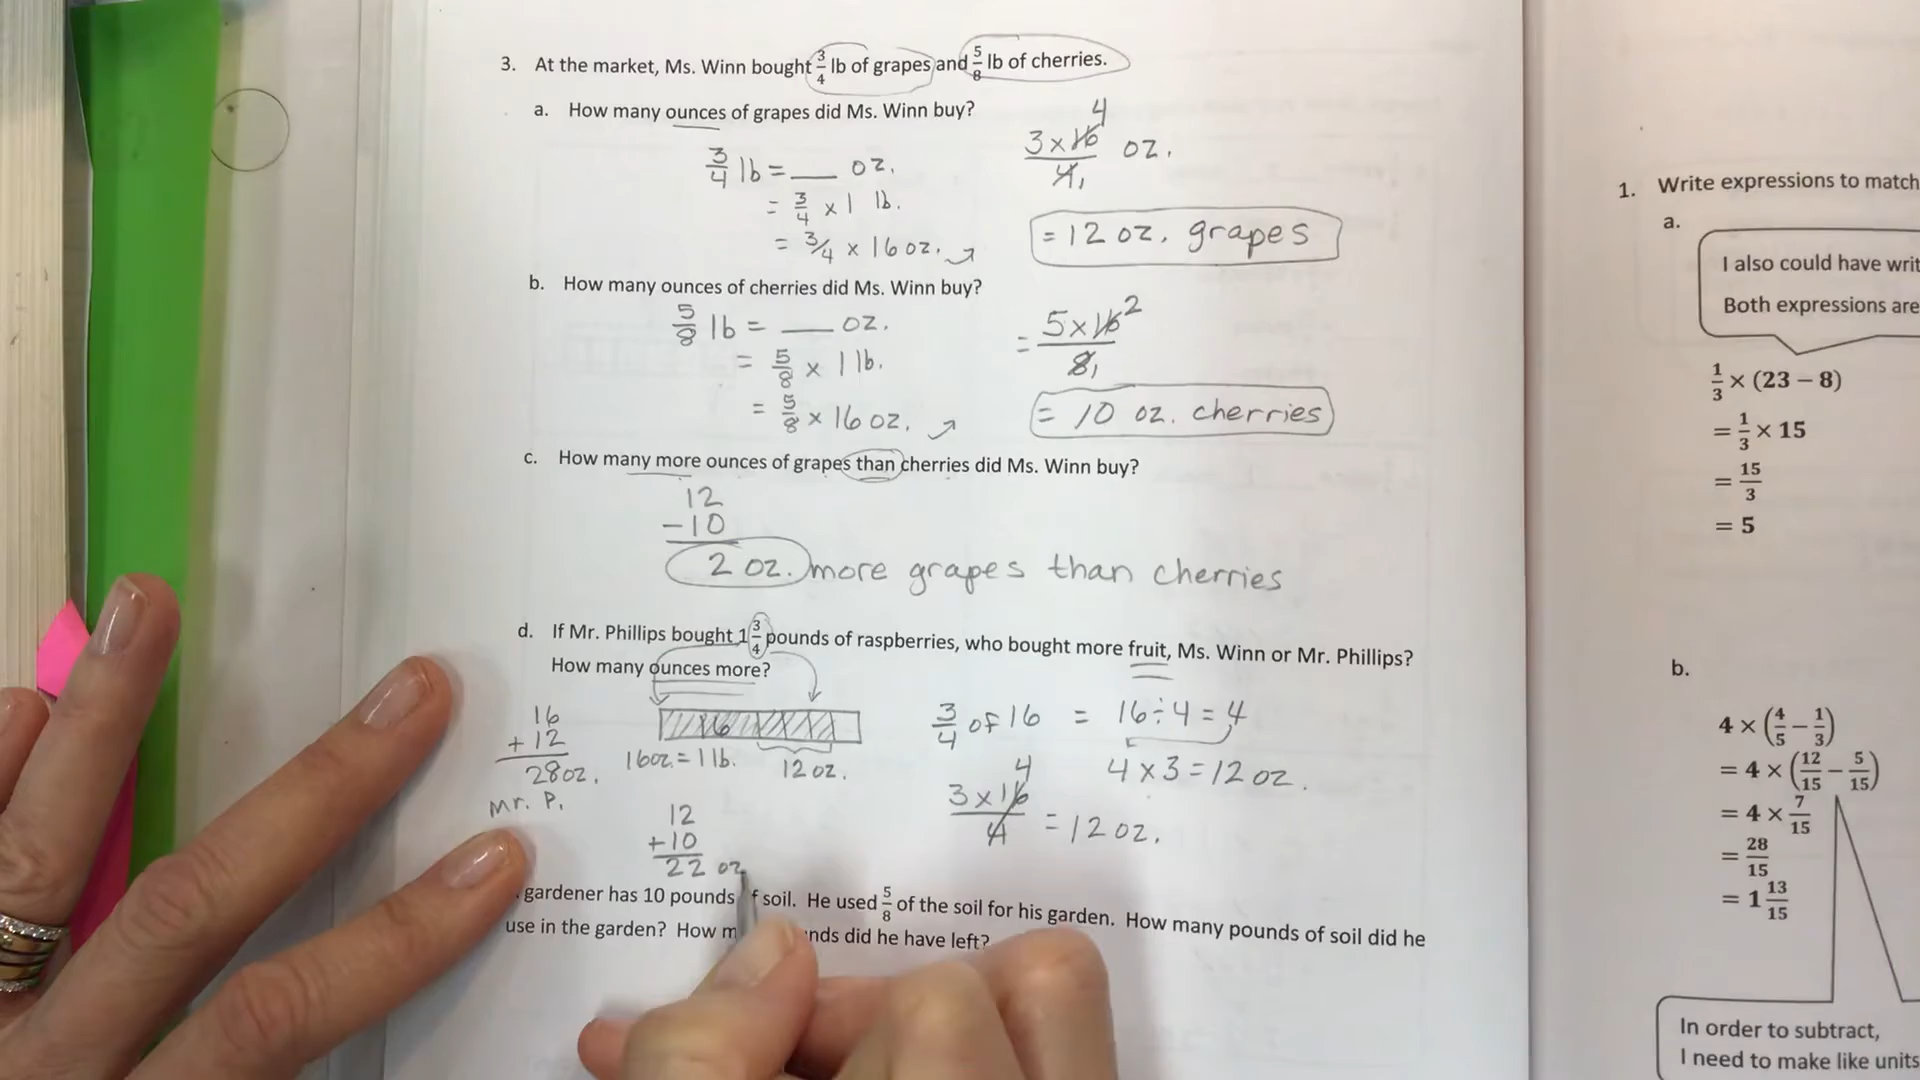 3. At the market, Ms. Winn bought 3/4 lb of grapes and 5/8 lb of cherries.
a. How many ounces of grapes did Ms. Winn buy?
3/4 lb = __ oz.
= 3/4 x 1 lb.
= 3/4 x 16 oz.
4
3 x 16 / 4 1 oz.
= 12 oz. grapes
b. How many ounces of cherries did Ms. Winn buy?
5/8 lb = __ oz.
= 5/8 x 1 lb.
= 5/8 x 16 oz.
= 5 x 16 2 / 8 1
= 10 oz. cherries
c. How many more ounces of grapes than cherries did Ms. Winn buy?
12
-10
2 oz. more grapes than cherries
d. If Mr. Phillips bought 1 3/4 pounds of raspberries, who bought more fruit, Ms. Winn or Mr. Phillips?
How many ounces more?
16
+12
28 oz.
Mr. P.
16
16oz. = 1 lb.
12 oz.
12
+10
22 oz
3/4 of 16 = 16 ÷ 4 = 4
4 x 3 = 12 oz.
4
3 x 16 / 4 = 12 oz.
gardener has 10 pounds of soil. He used 5/8 of the soil for his garden. How many pounds of soil did he
use in the garden? How m nds did he have left?
1. Write expressions to match
a.
I also could have writ
Both expressions are
1/3 × (23 − 8)
= 1/3 × 15
= 15/3
= 5
b.
4 × (4/5 − 1/3)
= 4 × (12/15 − 5/15)
= 4 × 7/15
= 28/15
= 1 13/15
In order to subtract,
I need to make like units